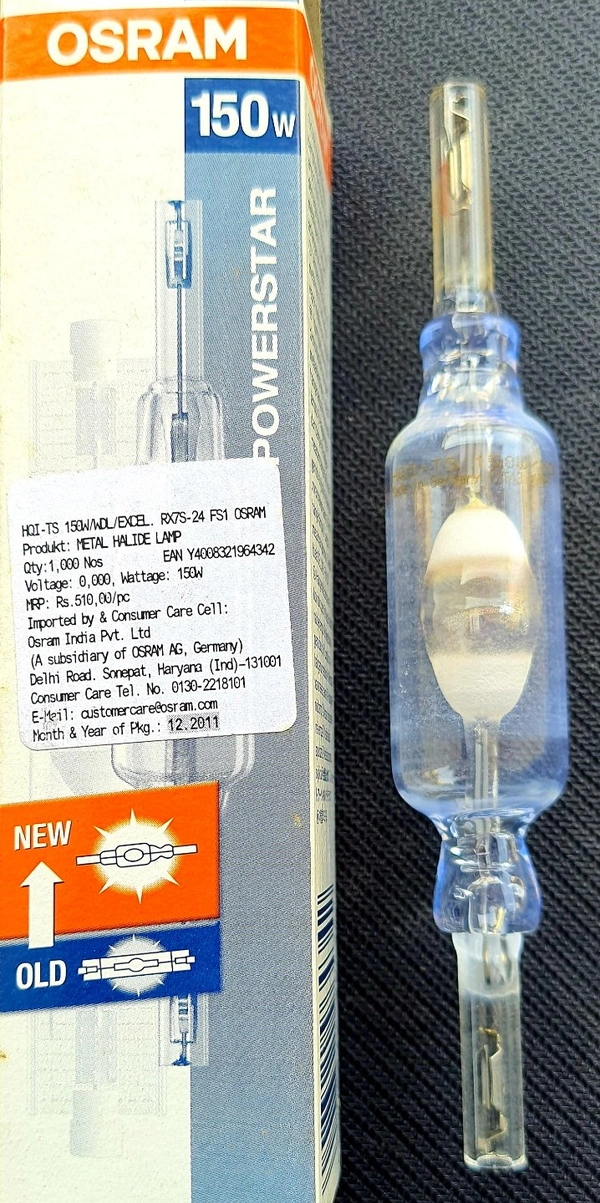 OSRAM
150W
POWERSTAR
HQI-TS 150W/WDL/EXCEL. RX7S-24 FS1 OSRAM
Produkt: METAL HALIDE LAMP
Qty:1,000 Nos EAN Y4008321964342
Voltage: 0,000, Wattage: 150W
MRP: Rs.510,00/pc
Imported by & Consumer Care Cell:
Osram India Pvt. Ltd
(A subsidiary of OSRAM AG, Germany)
Delhi Road. Sonepat, Haryana (Ind)-131001
Consumer Care Tel. No. 0130-2218101
E-Mail: customercare@osram.com
Month & Year of Pkg.: 12.2011
NEW
OLD